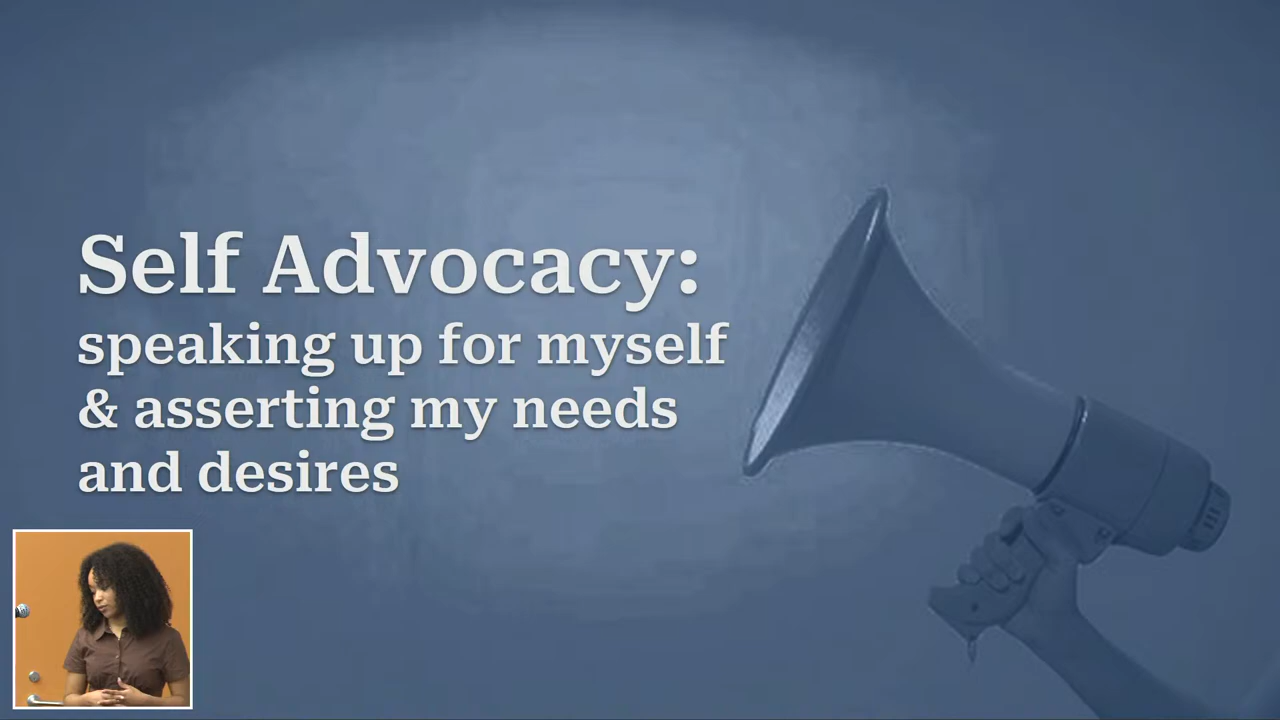 Self Advocacy:
speaking up for myself
& asserting my needs
and desires